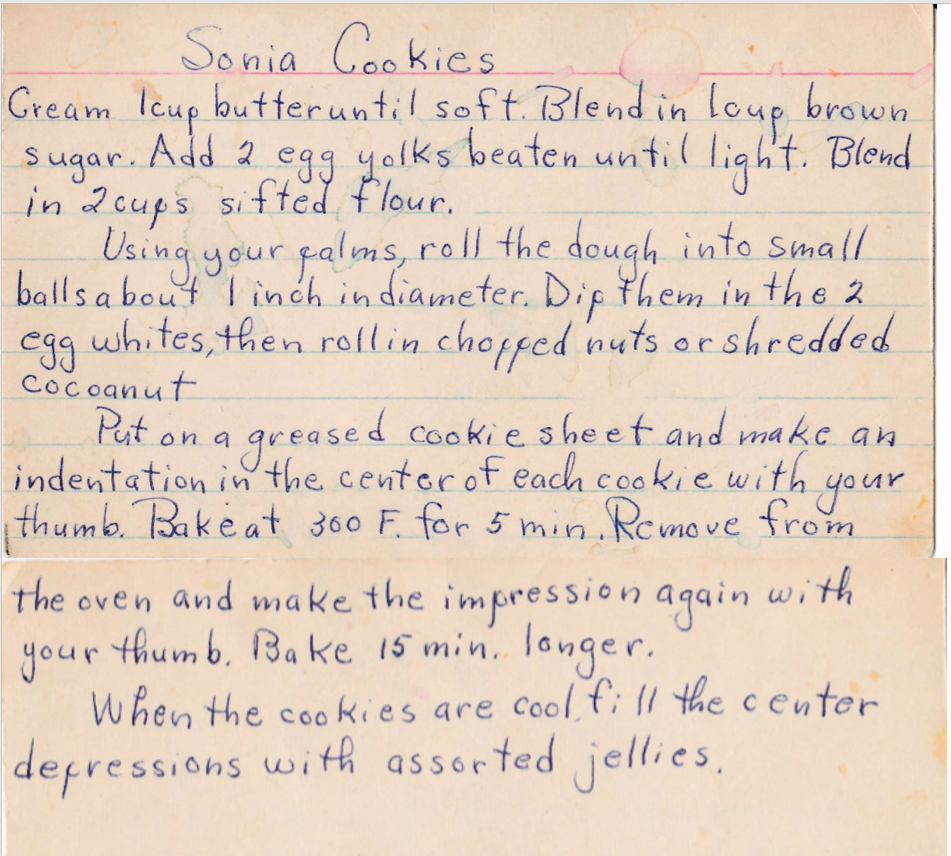 Sonia Cookies
Cream 1cup butter until soft. Blend in 1cup brown
sugar. Add 2 egg yolks beaten until light. Blend
in 2 cups sifted flour.
Using your palms, roll the dough into small
balls about 1 inch in diameter. Dip them in the 2
egg whites, then roll in chopped nuts or shredded
cocoanut
Put on a greased cookie sheet and make an
indentation in the center of each cookie with your
thumb. Bake at 300 F. for 5 min. Remove from
the oven and make the impression again with
your thumb. Bake 15 min. longer.
When the cookies are cool, fill the center
depressions with assorted jellies.